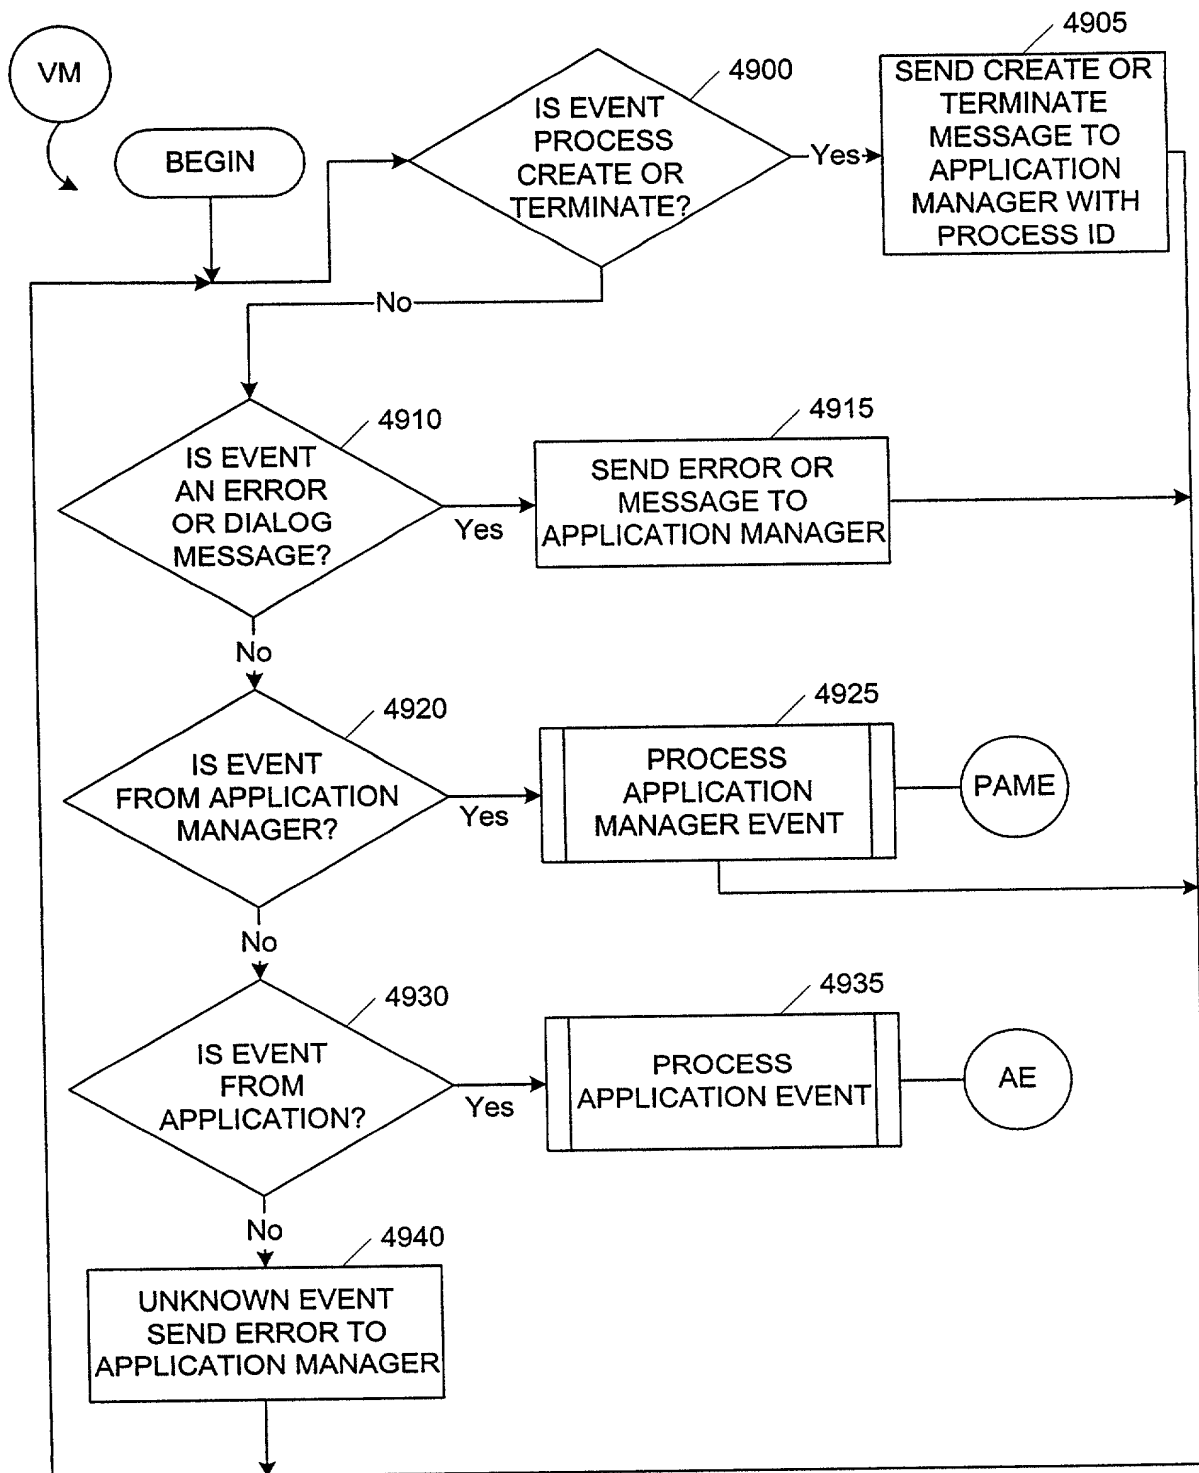 VM
BEGIN
4900
IS EVENT
PROCESS
CREATE OR
TERMINATE?
Yes
4905
SEND CREATE OR
TERMINATE
MESSAGE TO
APPLICATION
MANAGER WITH
PROCESS ID
No
4910
IS EVENT
AN ERROR
OR DIALOG
MESSAGE?
Yes
4915
SEND ERROR OR
MESSAGE TO
APPLICATION MANAGER
No
4920
IS EVENT
FROM APPLICATION
MANAGER?
Yes
4925
PROCESS
APPLICATION
MANAGER EVENT
PAME
No
4930
IS EVENT
FROM
APPLICATION?
Yes
4935
PROCESS
APPLICATION EVENT
AE
No
4940
UNKNOWN EVENT
SEND ERROR TO
APPLICATION MANAGER